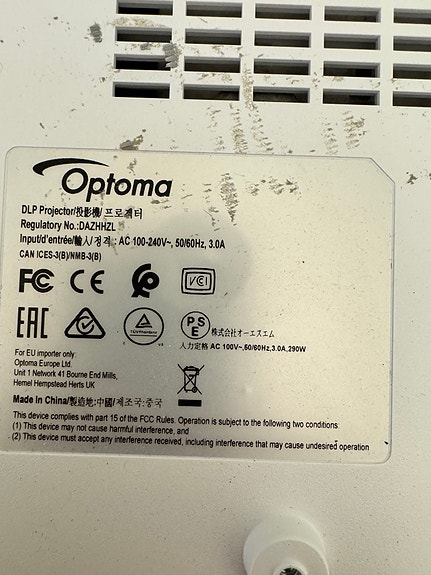 Optoma
DLP Projector/投影機/프로젝터
Regulatory No.:DAZHHZL
Input/d'entrée/輸入/정격 : AC 100-240V~, 50/60Hz, 3.0A
CAN ICES-3(B)/NMB-3(B)
FC CE VCI
EAC TÜVRheinland PSE 株式会社オーエスエム
入力定格 AC 100V~,50/60Hz,3.0A,290W
For EU importer only:
Optoma Europe Ltd.
Unit 1 Network 41 Bourne End Mills,
Hemel Hempstead Herts UK
Made In China/製造地:中國/제조국:중국
This device complies with part 15 of the FCC Rules. Operation is subject to the following two conditions:
(1) This device may not cause harmful interference, and
(2) This device must accept any interference received, including interference that may cause undesired operation